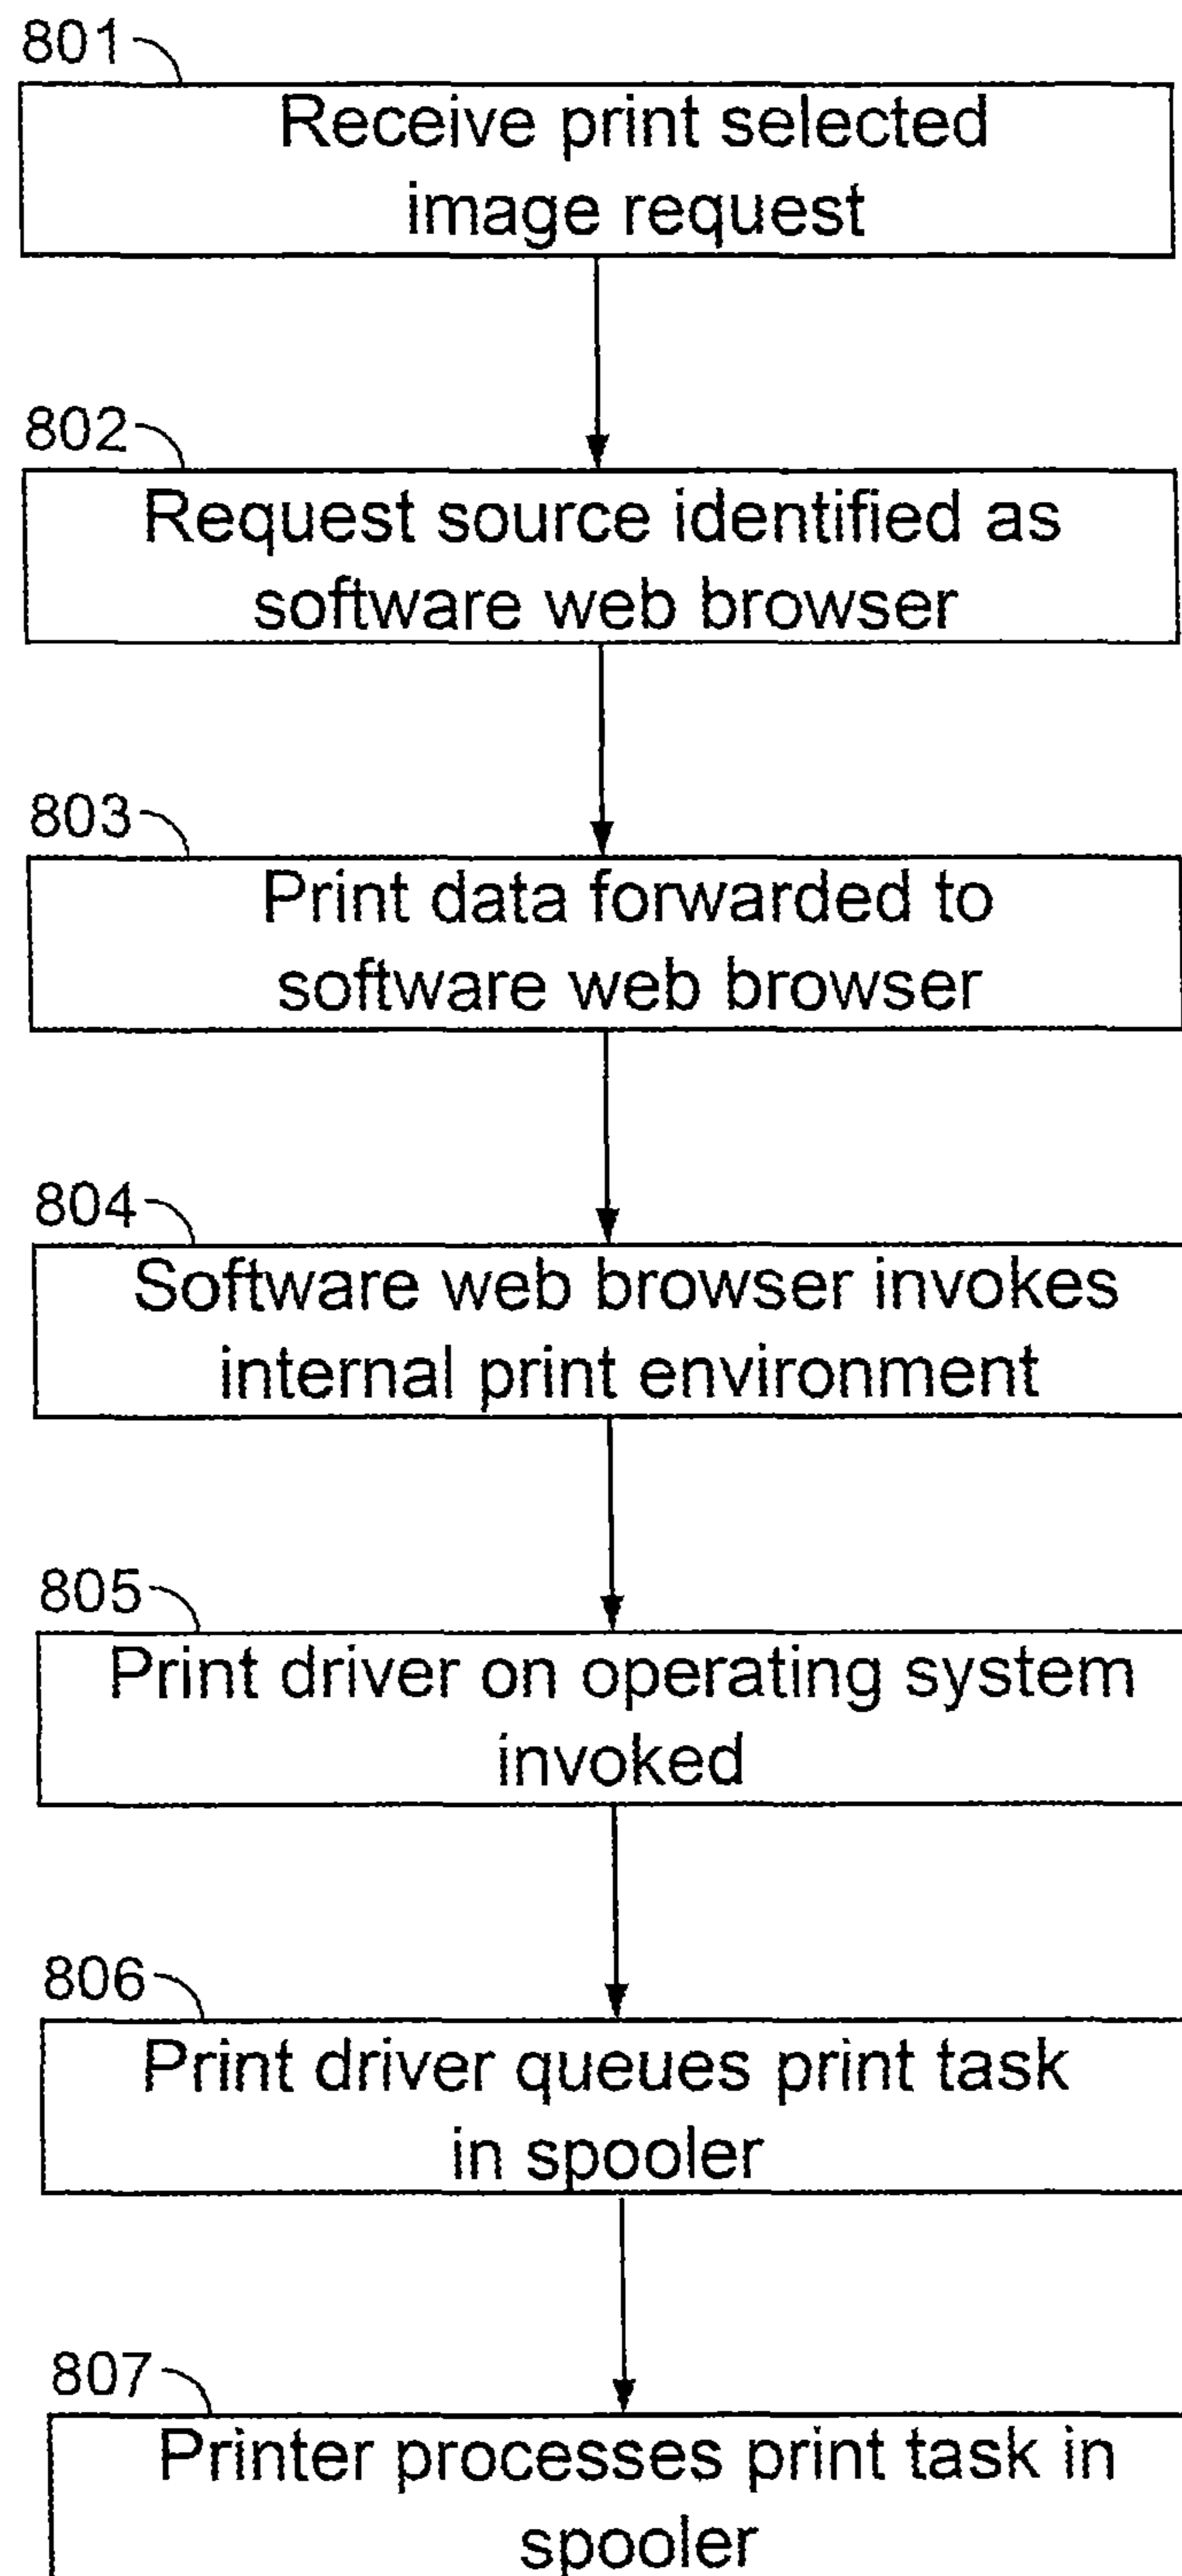 801
Receive print selected
image request
802
Request source identified as
software web browser
803
Print data forwarded to
software web browser
804
Software web browser invokes
internal print environment
805
Print driver on operating system
invoked
806
Print driver queues print task
in spooler
807
Printer processes print task in
spooler